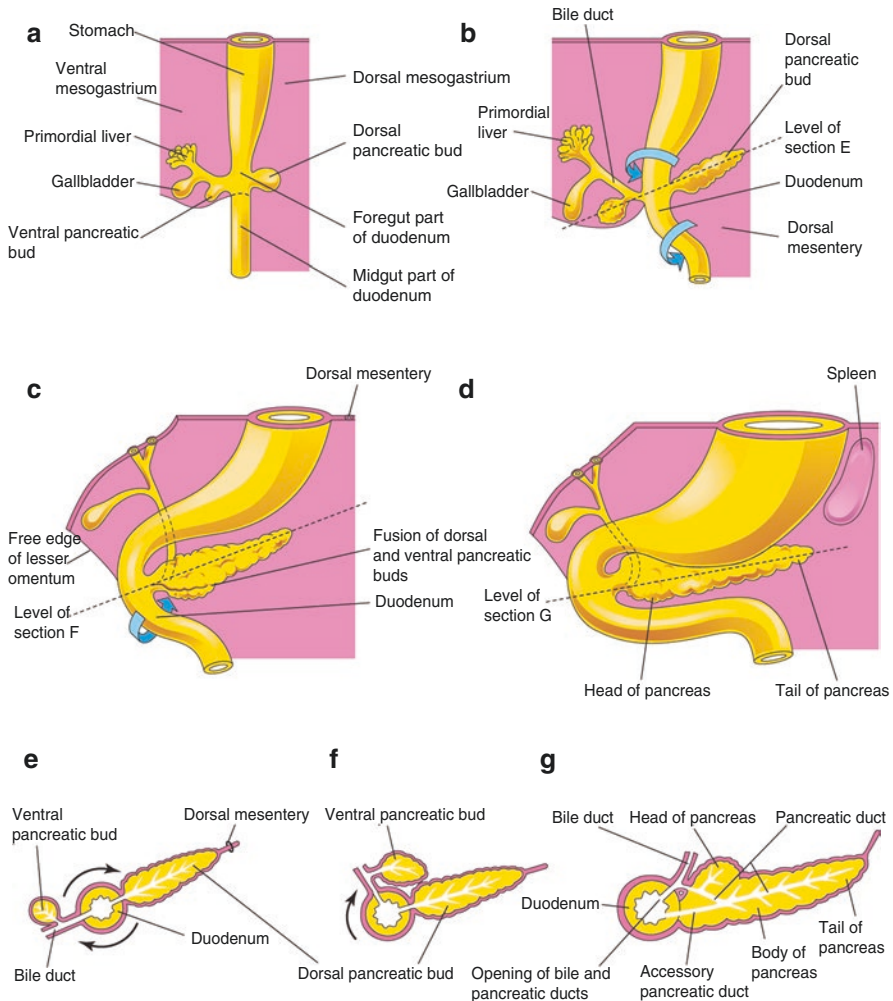 a
Stomach
Ventral
mesogastrium
Dorsal mesogastrium
Primordial liver
Dorsal
pancreatic bud
Gallbladder
Ventral pancreatic
bud
Foregut part
of duodenum
Midgut part of
duodenum
b
Bile duct
Dorsal
pancreatic
bud
Primordial
liver
Level of
section E
Gallbladder
Duodenum
Dorsal
mesentery
c
Dorsal mesentery
Free edge
of lesser
omentum
Fusion of dorsal
and ventral pancreatic
buds
Level of
section F
Duodenum
d
Spleen
Level of
section G
Head of pancreas
Tail of pancreas
e
Ventral
pancreatic bud
Dorsal mesentery
Duodenum
Bile duct
f
Ventral pancreatic bud
Dorsal pancreatic bud
g
Bile duct
Head of pancreas
Pancreatic duct
Duodenum
Tail of
pancreas
Body of
pancreas
Opening of bile and
pancreatic ducts
Accessory
pancreatic duct